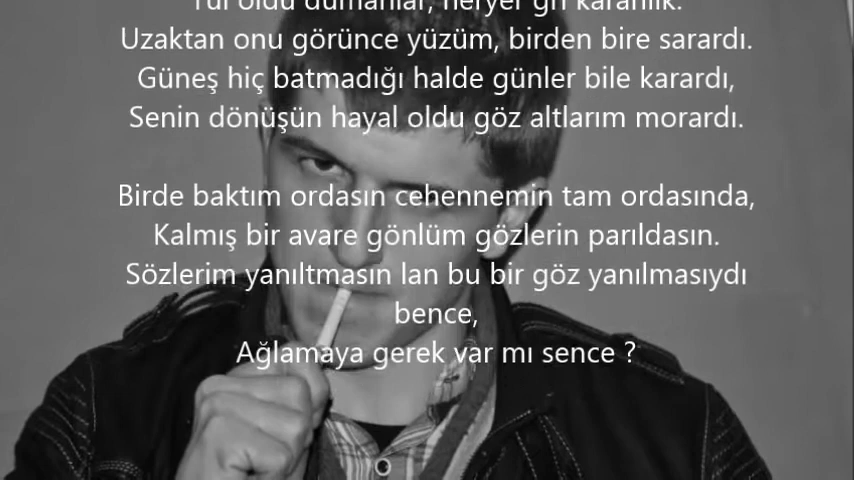 Tül oldu dumanlar, heryer gri karanlık.
Uzaktan onu görünce yüzüm, birden bire sarardı.
Güneş hiç batmadığı halde günler bile karardı,
Senin dönüşün hayal oldu göz altlarım morardı.
Birde baktım ordasın cehennemin tam ordasında,
Kalmış bir avare gönlüm gözlerin parıldasın.
Sözlerim yanıltmasın lan bu bir göz yanılmasıydı
bence,
Ağlamaya gerek var mı sence ?